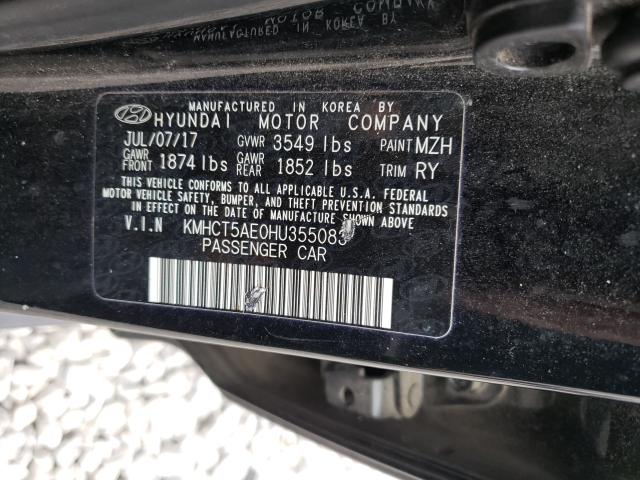 MANUFACTURED IN KOREA BY
HYUNDAI MOTOR COMPANY
JUL/07/17 GVWR 3549 lbs PAINT MZH
GAWR FRONT 1874 lbs GAWR REAR 1852 lbs TRIM RY
THIS VEHICLE CONFORMS TO ALL APPLICABLE U.S.A. FEDERAL
MOTOR VEHICLE SAFETY, BUMPER, AND THEFT PREVENTION STANDARDS
IN EFFECT ON THE DATE OF MANUFACTURE SHOWN ABOVE.
V.I.N KMHCT5AE0HU355083
PASSENGER CAR